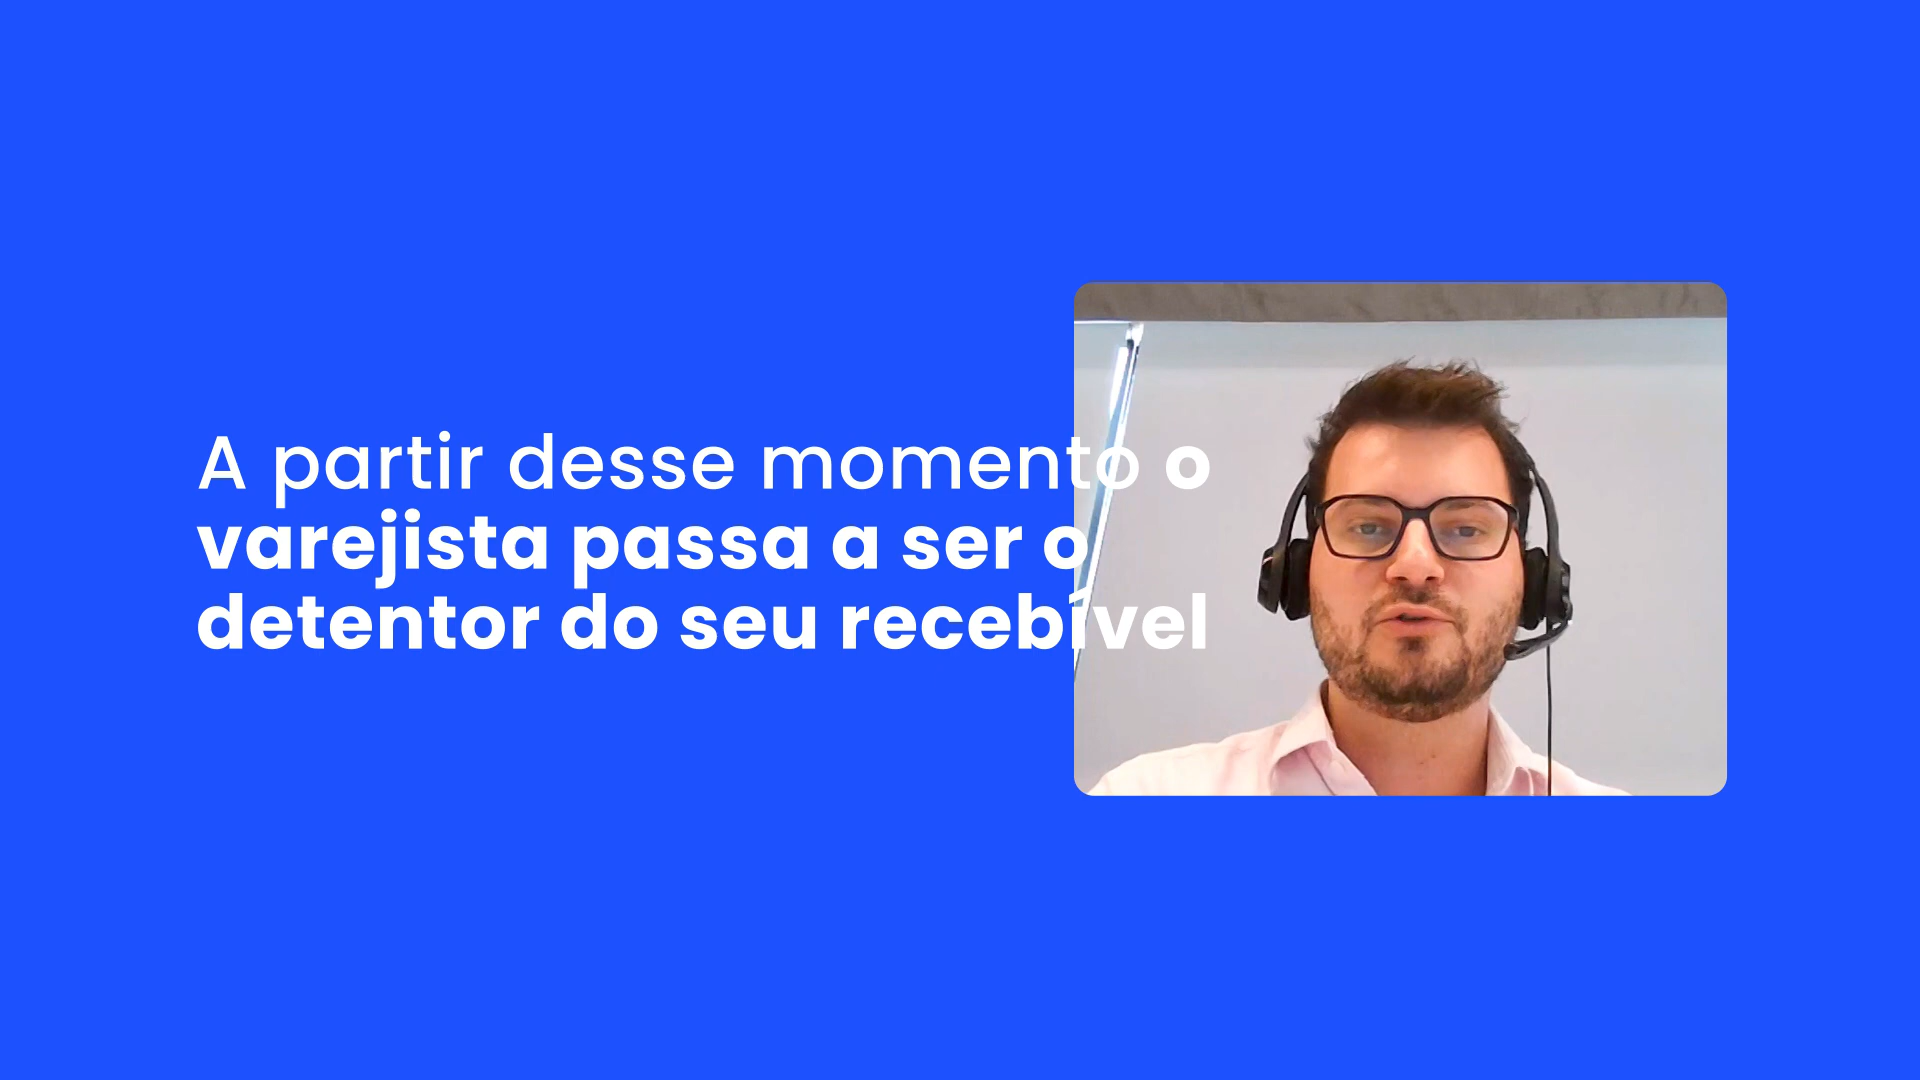 A partir desse momento o
varejista passa a ser o
detentor do seu recebível